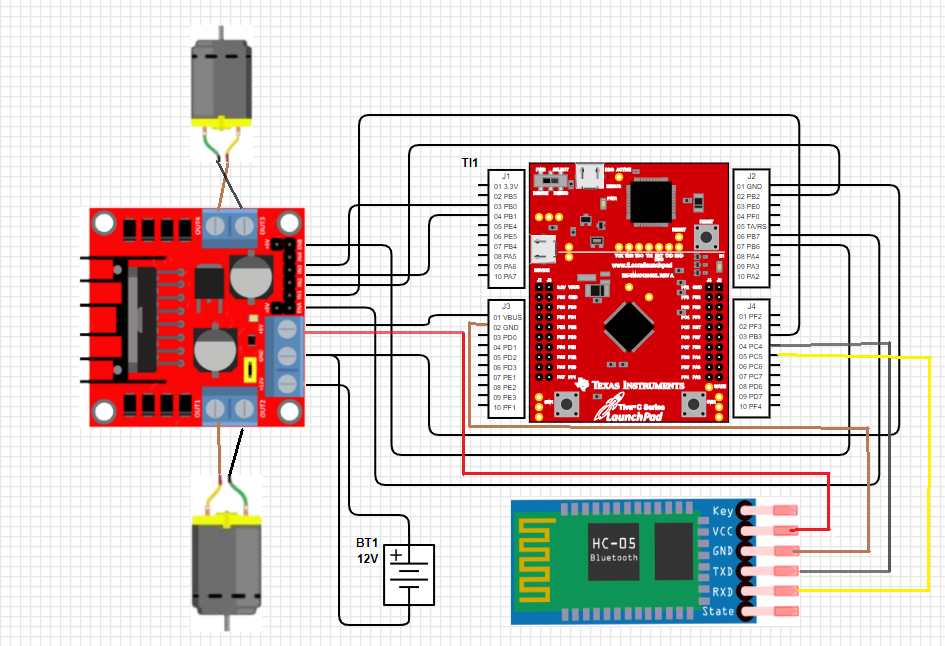 TI1
J1
01 3.3V
02 PB5
03 PB0
04 PB1
05 PE4
06 PE5
07 PB4
08 PA5
09 PA6
10 PA7
J2
01 GND
02 PB2
03 PE0
04 PF0
05 TA/RS
06 PB7
07 PB6
08 PA4
09 PA3
10 PA2
J3
01 VBUS
02 GND
03 PD0
04 PD1
05 PD2
06 PD3
07 PE1
08 PE2
09 PE3
10 PF1
J4
01 PF2
02 PF3
03 PB3
04 PC4
05 PC5
06 PC6
07 PC7
08 PD6
09 PD7
10 PF4
www.ti.com/launchpad
TEXAS INSTRUMENTS
Tiva C Series
LaunchPad
OUT4
OUT3
+5V
GND
+12V
OUT1
OUT2
BT1
12V
+
HC-05
Bluetooth
Key
VCC
GND
TXD
RXD
State